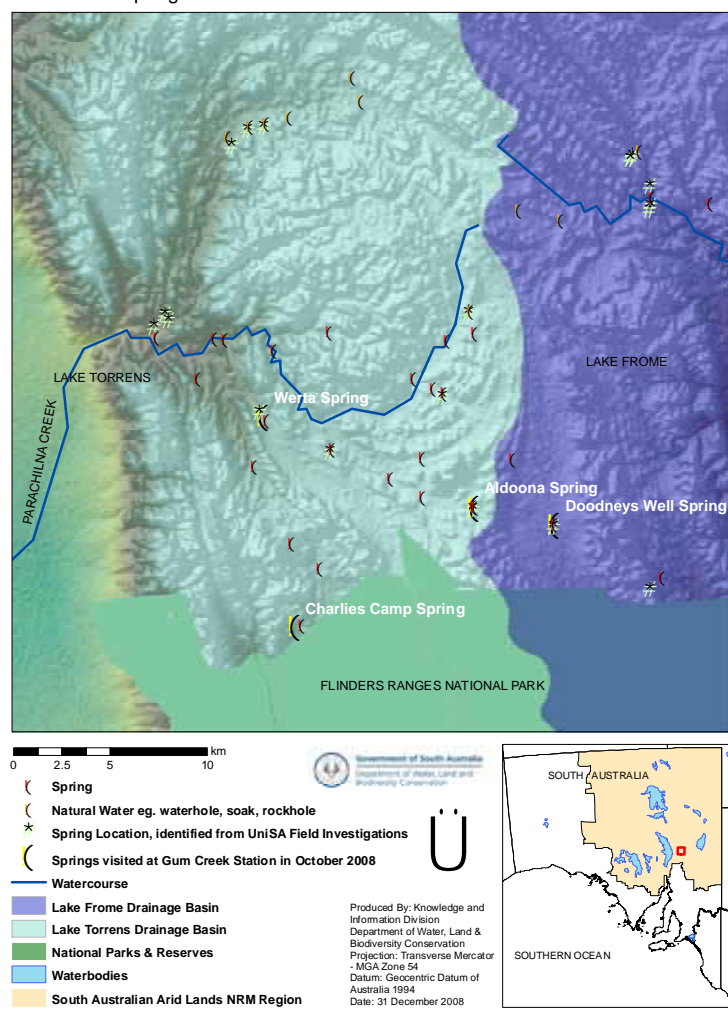 LAKE FROME
LAKE TORRENS
Werta Spring
PARACHILNA CREEK
Aldoona Spring
Doodneys Well Spring
Charlies Camp Spring
FLINDERS RANGES NATIONAL PARK
km
0 2.5 5 10
Spring
Natural Water eg. waterhole, soak, rockhole
Spring Location, identified from UniSA Field Investigations
Springs visited at Gum Creek Station in October 2008
Watercourse
Lake Frome Drainage Basin
Lake Torrens Drainage Basin
National Parks & Reserves
Waterbodies
South Australian Arid Lands NRM Region
Government of South Australia
Department of Water, Land and
Biodiversity Conservation
Ü
Produced By: Knowledge and
Information Division
Department of Water, Land &
Biodiversity Conservation
Projection: Transverse Mercator
- MGA Zone 54
Datum: Geocentric Datum of
Australia 1994
Date: 31 December 2008
SOUTH AUSTRALIA
SOUTHERN OCEAN